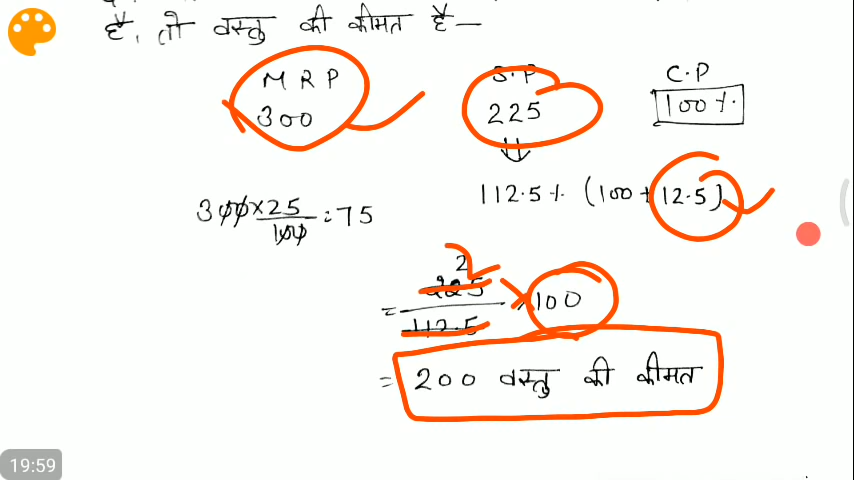 है, तो वस्तु की कीमत है—
M R P S.P C.P
300 225 100 %
112.5 % (100 + 12.5)
300 × 25 / 100 = 75
= 225 / 112.5 × 100
2
= 200 वस्तु की कीमत
19:59